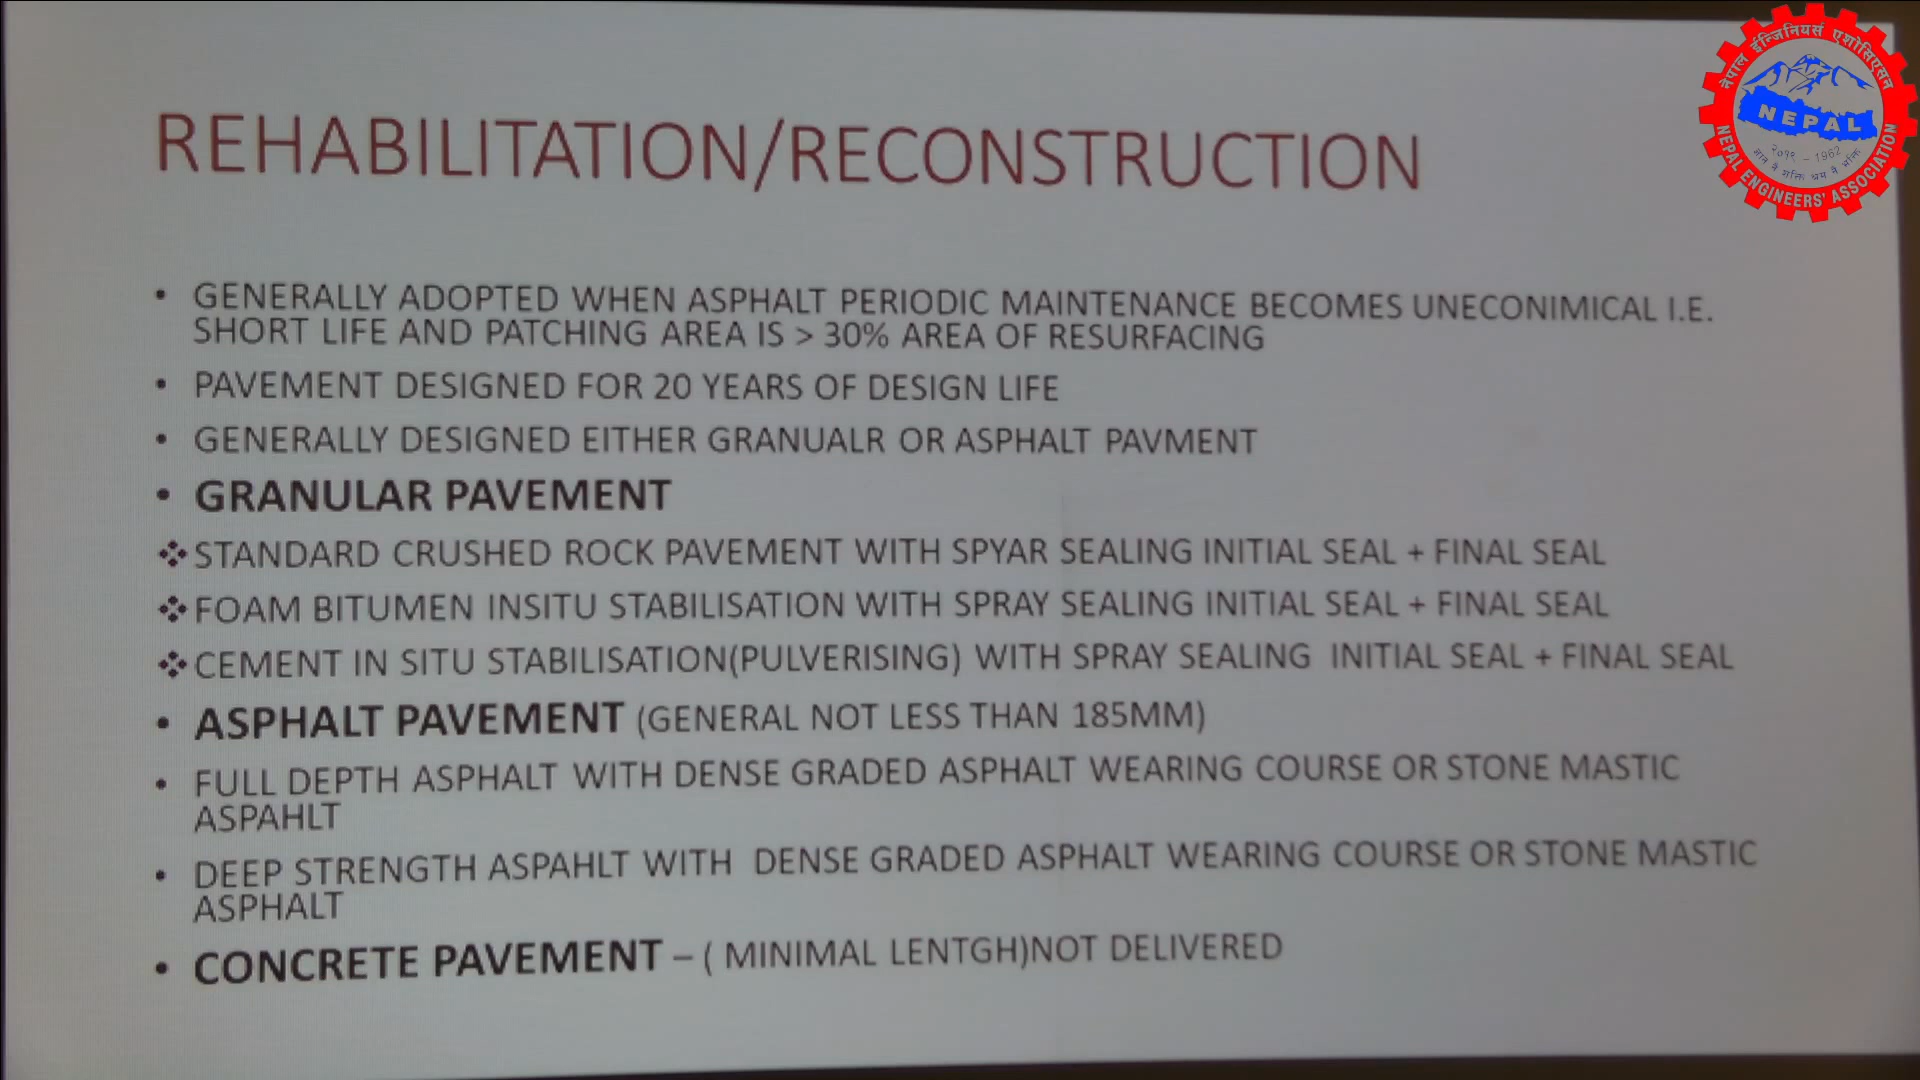 REHABILITATION/RECONSTRUCTION
• GENERALLY ADOPTED WHEN ASPHALT PERIODIC MAINTENANCE BECOMES UNECONIMICAL I.E.
SHORT LIFE AND PATCHING AREA IS > 30% AREA OF RESURFACING
• PAVEMENT DESIGNED FOR 20 YEARS OF DESIGN LIFE
• GENERALLY DESIGNED EITHER GRANUALR OR ASPHALT PAVMENT
• GRANULAR PAVEMENT
❖ STANDARD CRUSHED ROCK PAVEMENT WITH SPYAR SEALING INITIAL SEAL + FINAL SEAL
❖ FOAM BITUMEN INSITU STABILISATION WITH SPRAY SEALING INITIAL SEAL + FINAL SEAL
❖ CEMENT IN SITU STABILISATION(PULVERISING) WITH SPRAY SEALING INITIAL SEAL + FINAL SEAL
• ASPHALT PAVEMENT (GENERAL NOT LESS THAN 185MM)
• FULL DEPTH ASPHALT WITH DENSE GRADED ASPHALT WEARING COURSE OR STONE MASTIC
ASPAHLT
• DEEP STRENGTH ASPAHLT WITH DENSE GRADED ASPHALT WEARING COURSE OR STONE MASTIC
ASPHALT
• CONCRETE PAVEMENT – ( MINIMAL LENTGH)NOT DELIVERED
नेपाल ईन्जिनियर्स एशोसिएसन
NEPAL
२०१९ - 1962
NEPAL ENGINEERS' ASSOCIATION